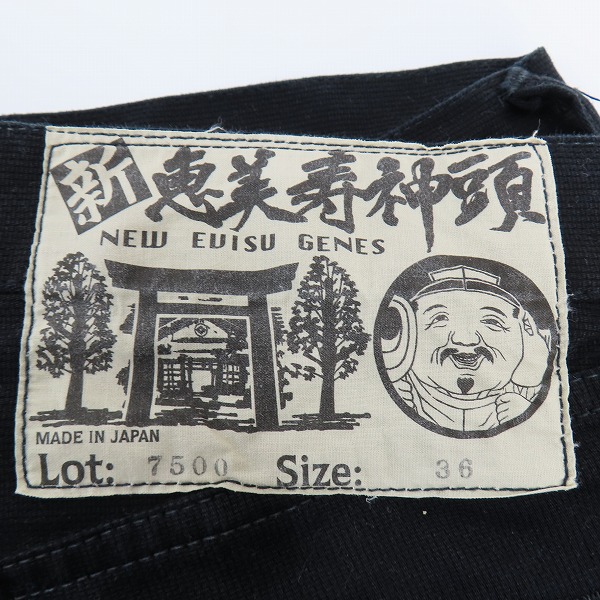 新 恵美寿神頭
NEW EVISU GENES
MADE IN JAPAN
Lot: 7500 Size: 36